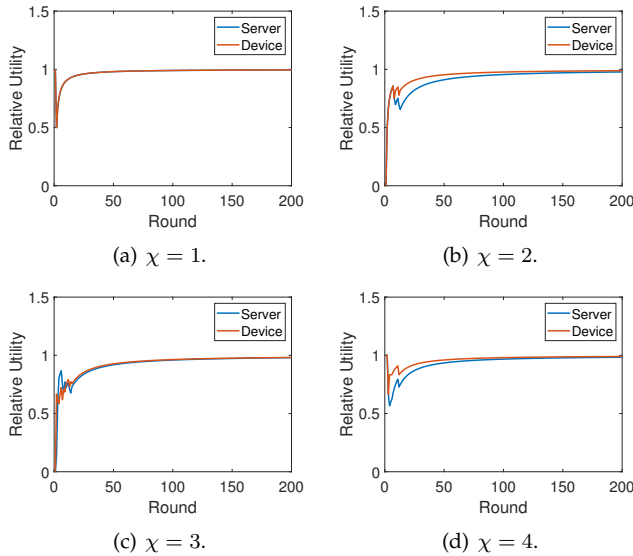 1.5
Server
Device
1
Relative Utility
0.5
0
0 50 100 150 200
Round
(a) χ = 1.
1.5
Server
Device
1
Relative Utility
0.5
0
0 50 100 150 200
Round
(b) χ = 2.
1.5
Server
Device
1
Relative Utility
0.5
0
0 50 100 150 200
Round
(c) χ = 3.
1.5
Server
Device
1
Relative Utility
0.5
0
0 50 100 150 200
Round
(d) χ = 4.